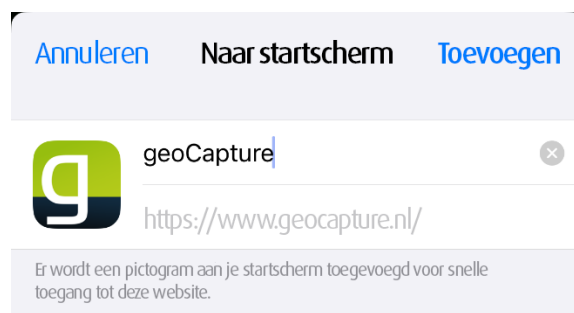 Annuleren Naar startscherm Toevoegen
geoCapture
g
https://www.geocapture.nl/
Er wordt een pictogram aan je startscherm toegevoegd voor snelle
toegang tot deze website.